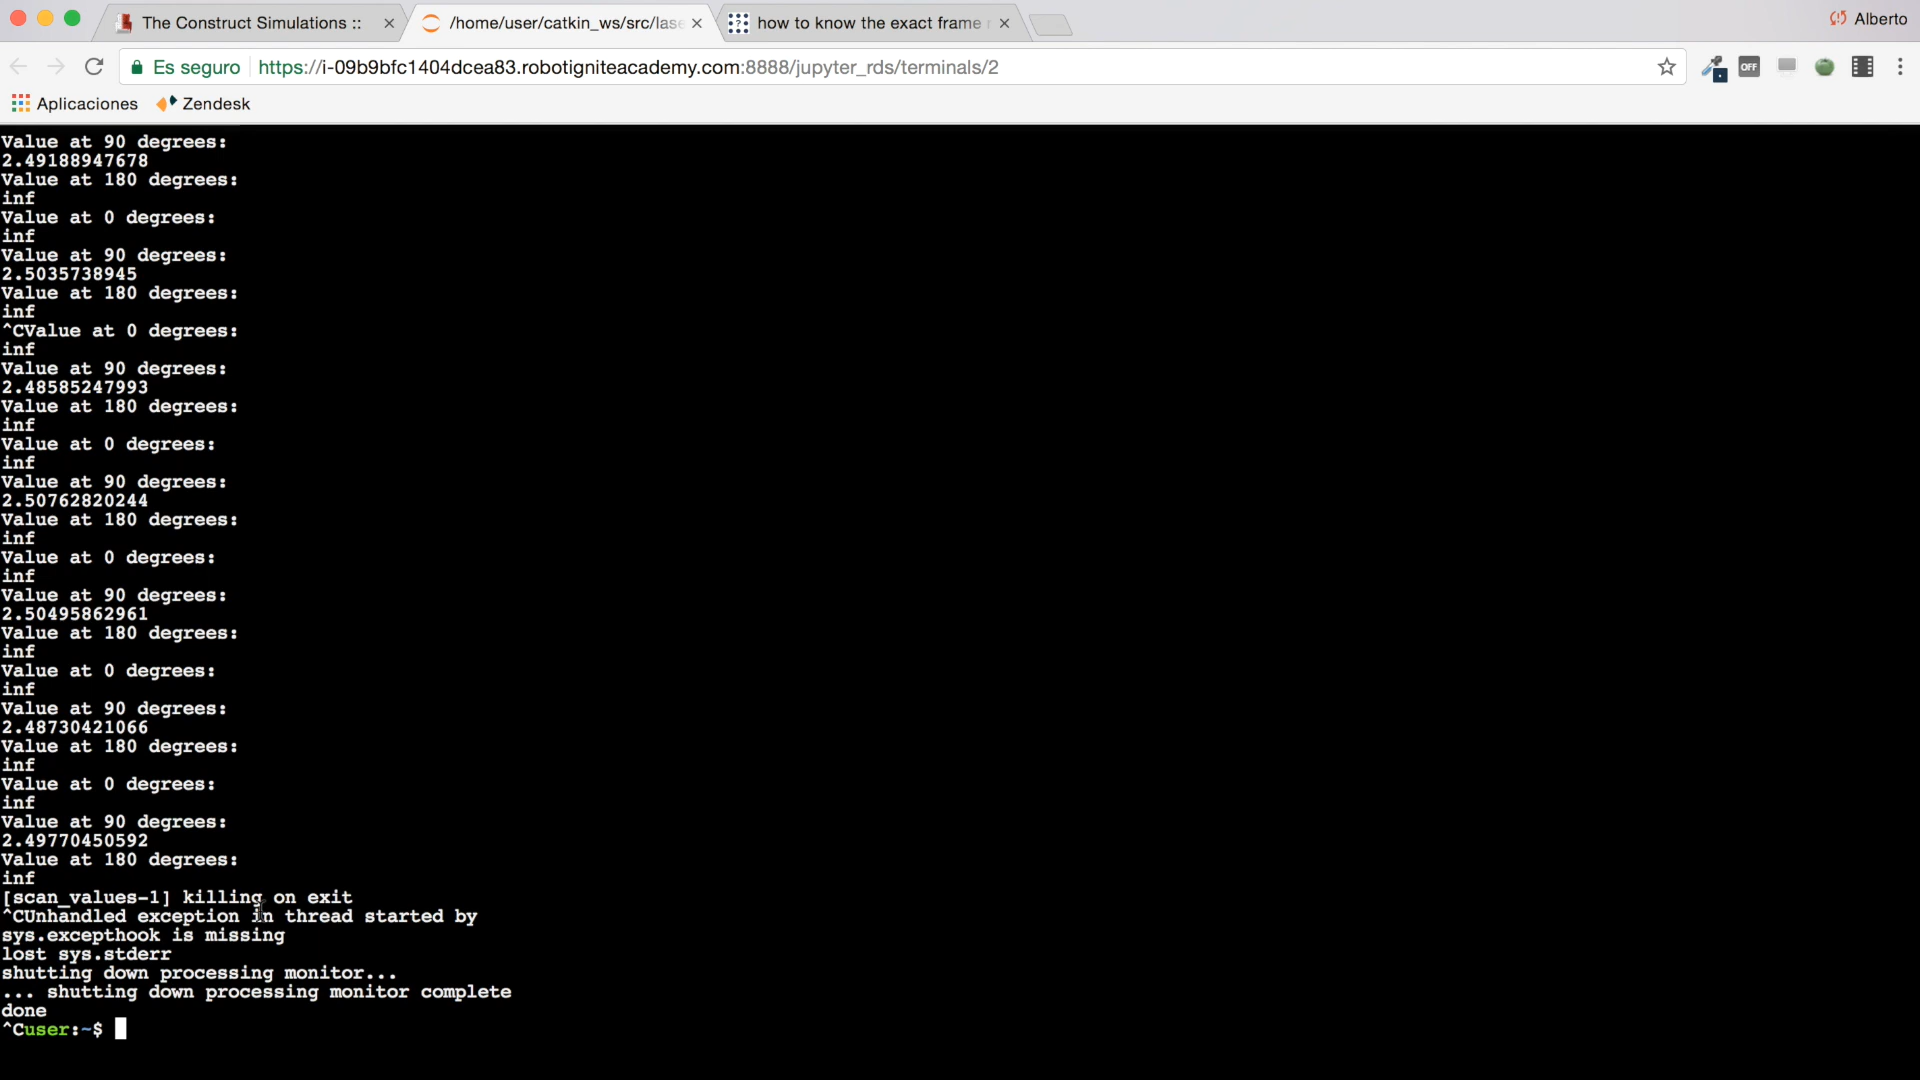 The Construct Simulations ::
/home/user/catkin_ws/src/lase
how to know the exact frame
Alberto
Es seguro
https://i-09b9bfc1404dcea83.robotigniteacademy.com:8888/jupyter_rds/terminals/2
OFF
Aplicaciones
Zendesk
Value at 90 degrees:
2.49188947678
Value at 180 degrees:
inf
Value at 0 degrees:
inf
Value at 90 degrees:
2.5035738945
Value at 180 degrees:
inf
^CValue at 0 degrees:
inf
Value at 90 degrees:
2.48585247993
Value at 180 degrees:
inf
Value at 0 degrees:
inf
Value at 90 degrees:
2.50762820244
Value at 180 degrees:
inf
Value at 0 degrees:
inf
Value at 90 degrees:
2.50495862961
Value at 180 degrees:
inf
Value at 0 degrees:
inf
Value at 90 degrees:
2.48730421066
Value at 180 degrees:
inf
Value at 0 degrees:
inf
Value at 90 degrees:
2.49770450592
Value at 180 degrees:
inf
[scan_values-1] killing on exit
^CUnhandled exception in thread started by
sys.excepthook is missing
lost sys.stderr
shutting down processing monitor...
... shutting down processing monitor complete
done
^Cuser:~$